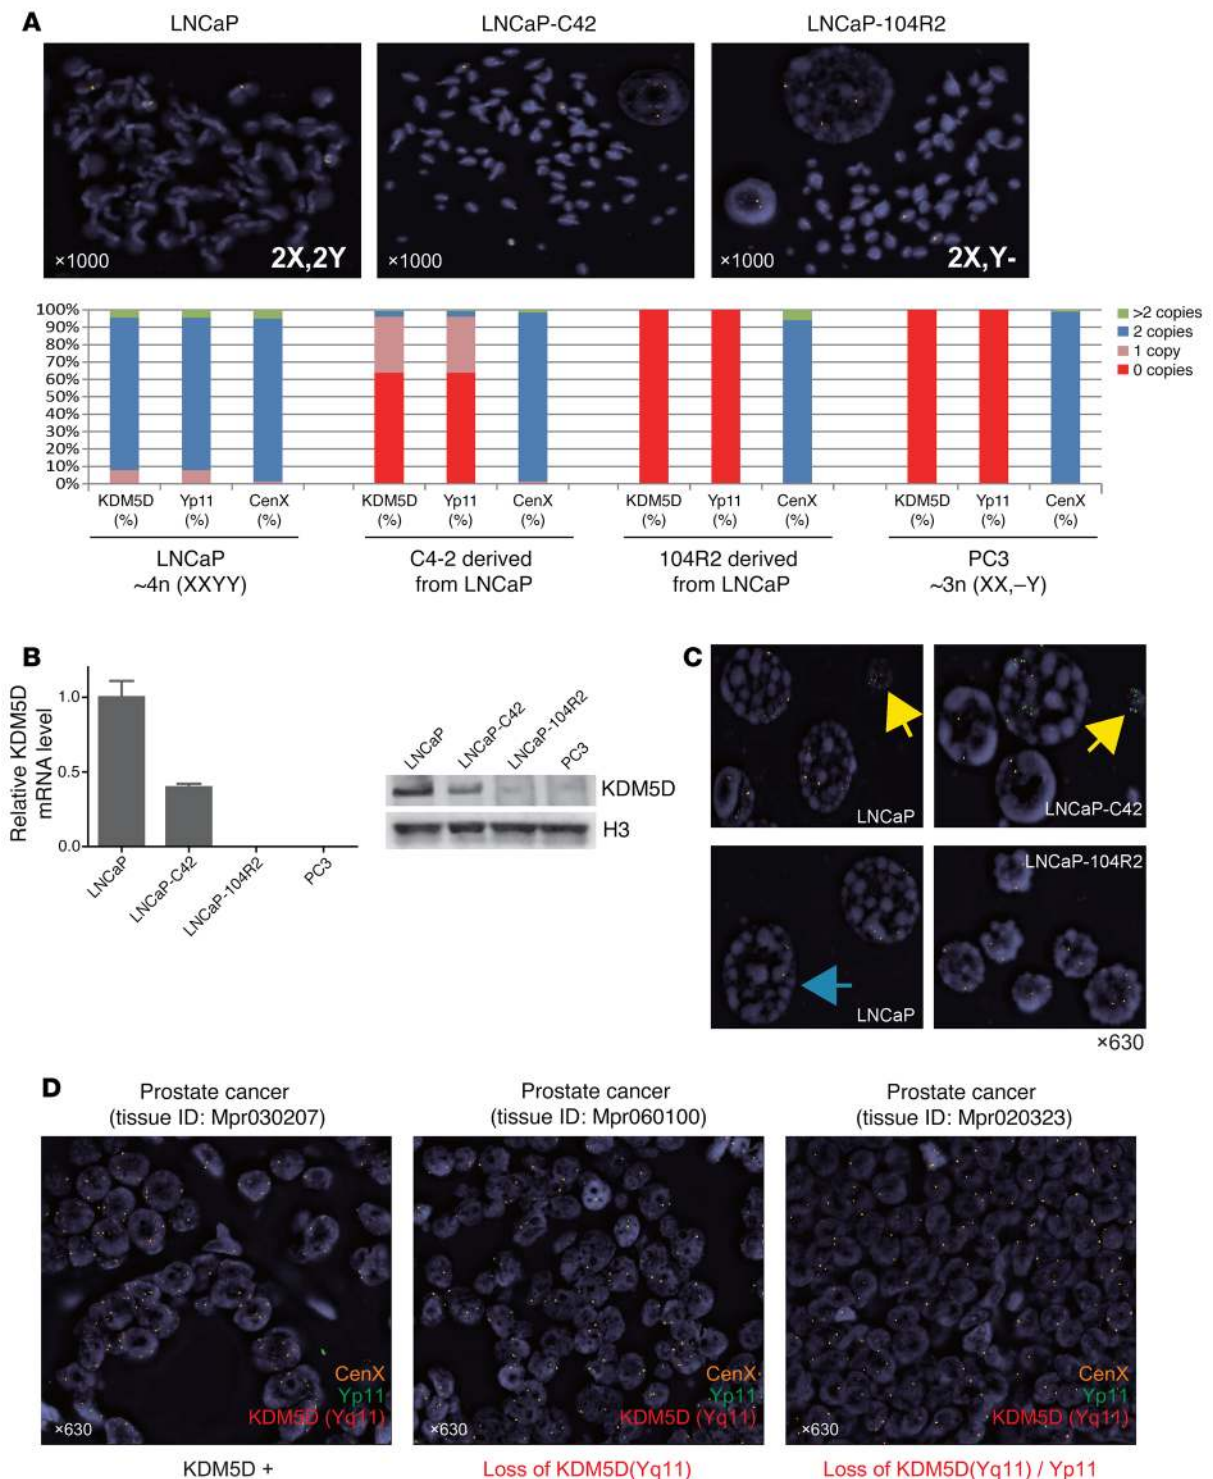 A
LNCaP
LNCaP-C42
LNCaP-104R2
×1000
2X,2Y
×1000
×1000
2X,Y-
100%
90%
80%
70%
60%
50%
40%
30%
20%
10%
0%
>2 copies
2 copies
1 copy
0 copies
KDM5D
(%)
Yp11
(%)
CenX
(%)
KDM5D
(%)
Yp11
(%)
CenX
(%)
KDM5D
(%)
Yp11
(%)
CenX
(%)
KDM5D
(%)
Yp11
(%)
CenX
(%)
LNCaP
~4n (XXYY)
C4-2 derived
from LNCaP
104R2 derived
from LNCaP
PC3
~3n (XX,–Y)
B
Relative KDM5D
mRNA level
1.0
0.5
0.0
LNCaP
LNCaP-C42
LNCaP-104R2
PC3
LNCaP
LNCaP-C42
LNCaP-104R2
PC3
KDM5D
H3
C
LNCaP
LNCaP-C42
LNCaP
LNCaP-104R2
×630
D
Prostate cancer
(tissue ID: Mpr030207)
Prostate cancer
(tissue ID: Mpr060100)
Prostate cancer
(tissue ID: Mpr020323)
CenX
Yp11
KDM5D (Yq11)
×630
CenX
Yp11
KDM5D (Yq11)
×630
CenX
Yp11
KDM5D (Yq11)
×630
KDM5D +
Loss of KDM5D(Yq11)
Loss of KDM5D(Yq11) / Yp11